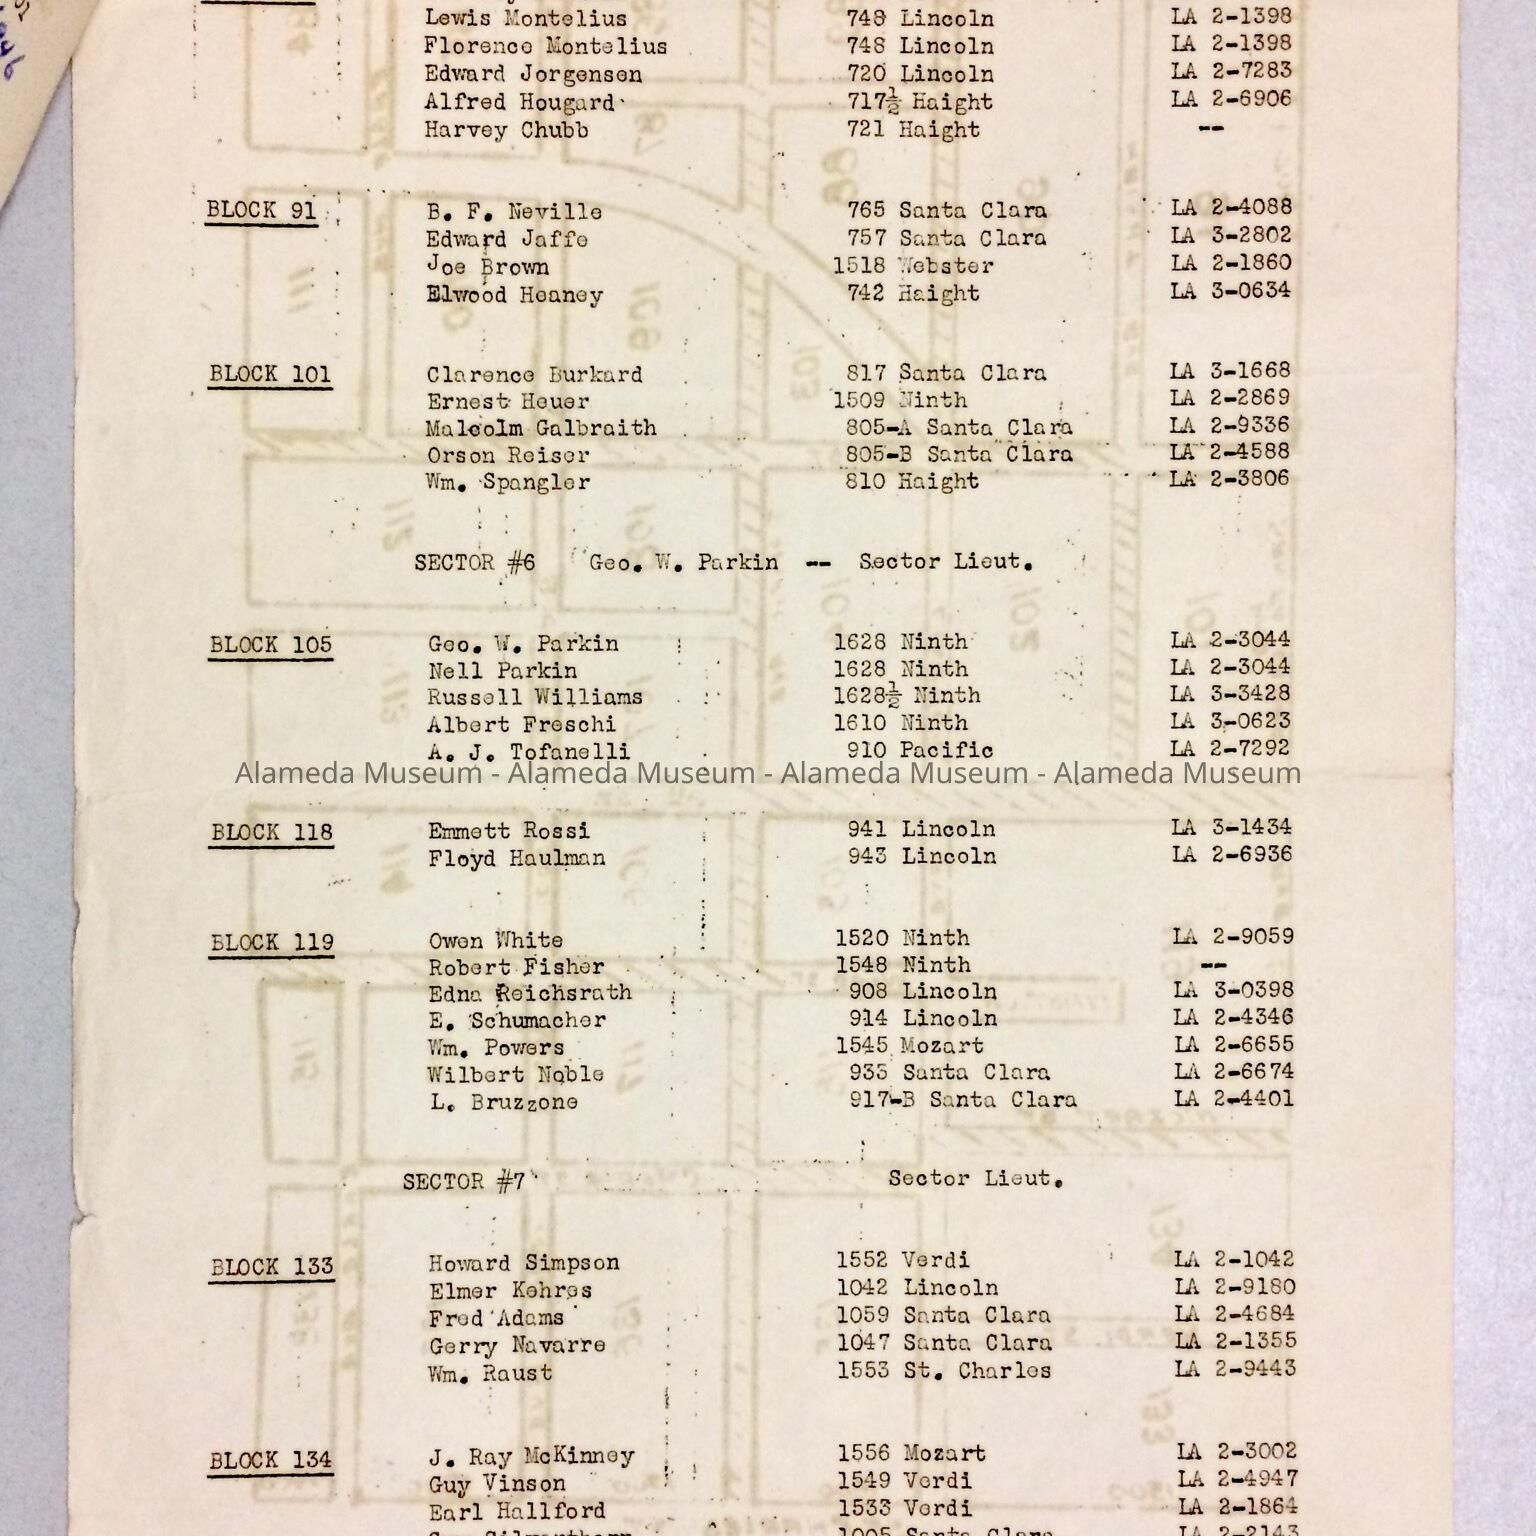 Lewis Montelius 748 Lincoln LA 2-1398
Florence Montelius 748 Lincoln LA 2-1398
Edward Jorgensen 720 Lincoln LA 2-7283
Alfred Hougard 717½ Haight LA 2-6906
Harvey Chubb 721 Haight --
BLOCK 91 B. F. Neville 765 Santa Clara LA 2-4088
Edward Jaffe 757 Santa Clara LA 3-2802
Joe Brown 1518 Webster LA 2-1860
Elwood Heaney 742 Haight LA 3-0634
BLOCK 101 Clarence Burkard 817 Santa Clara LA 3-1668
Ernest Heuer 1509 Ninth LA 2-2869
Malcolm Galbraith 805-A Santa Clara LA 2-9336
Orson Reiser 805-B Santa Clara LA 2-4588
Wm. Spangler 810 Haight LA 2-3806
SECTOR #6 Geo. W. Parkin -- Sector Lieut.
BLOCK 105 Geo. W. Parkin 1628 Ninth LA 2-3044
Nell Parkin 1628 Ninth LA 2-3044
Russell Williams 1628½ Ninth LA 3-3428
Albert Freschi 1610 Ninth LA 3-0623
A. J. Tofanelli 910 Pacific LA 2-7292
Alameda Museum - Alameda Museum - Alameda Museum - Alameda Museum
BLOCK 118 Emmett Rossi 941 Lincoln LA 3-1434
Floyd Haulman 943 Lincoln LA 2-6936
BLOCK 119 Owen White 1520 Ninth LA 2-9059
Robert Fisher 1548 Ninth --
Edna Reichsrath 908 Lincoln LA 3-0398
E. Schumacher 914 Lincoln LA 2-4346
Wm. Powers 1545 Mozart LA 2-6655
Wilbert Noble 935 Santa Clara LA 2-6674
L. Bruzzone 917-B Santa Clara LA 2-4401
SECTOR #7 Sector Lieut.
BLOCK 133 Howard Simpson 1552 Verdi LA 2-1042
Elmer Kehres 1042 Lincoln LA 2-9180
Fred Adams 1059 Santa Clara LA 2-4684
Gerry Navarre 1047 Santa Clara LA 2-1355
Wm. Raust 1553 St. Charles LA 2-9443
BLOCK 134 J. Ray McKinney 1556 Mozart LA 2-3002
Guy Vinson 1549 Verdi LA 2-4947
Earl Hallford 1533 Verdi LA 2-1864
1005 Santa Clara LA 2-2143